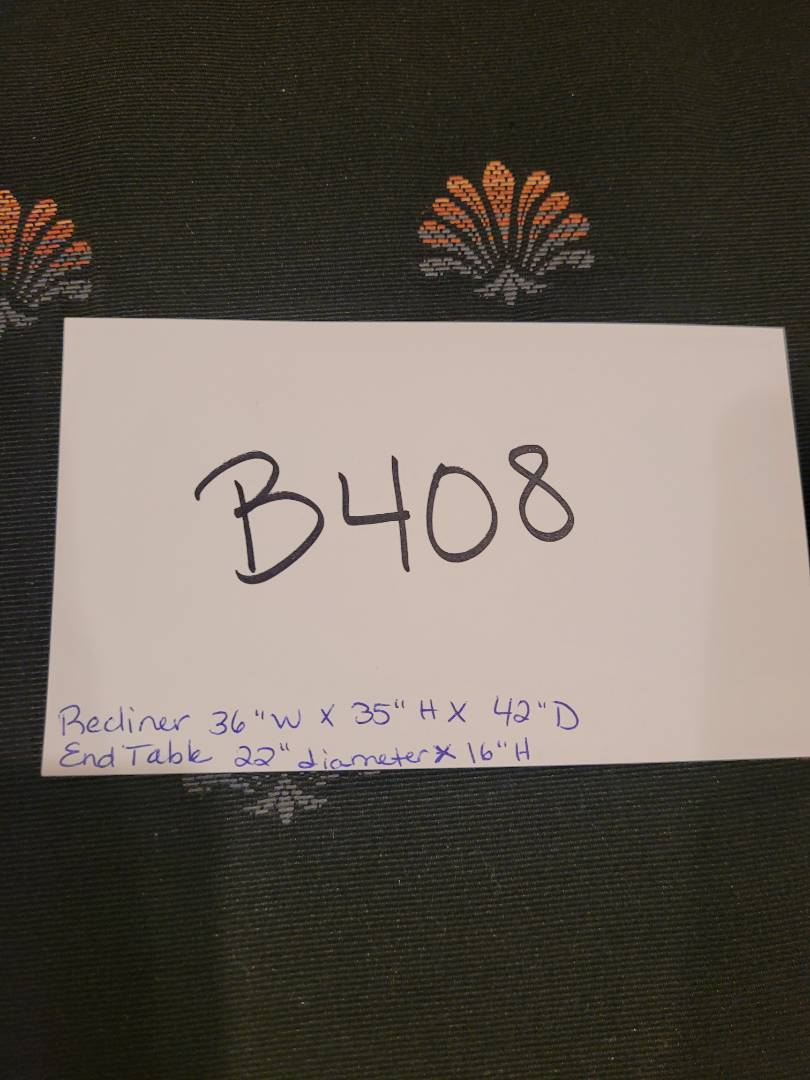 B408
Recliner 36"W X 35" H X 42"D
End Table 22" diameter X 16"H